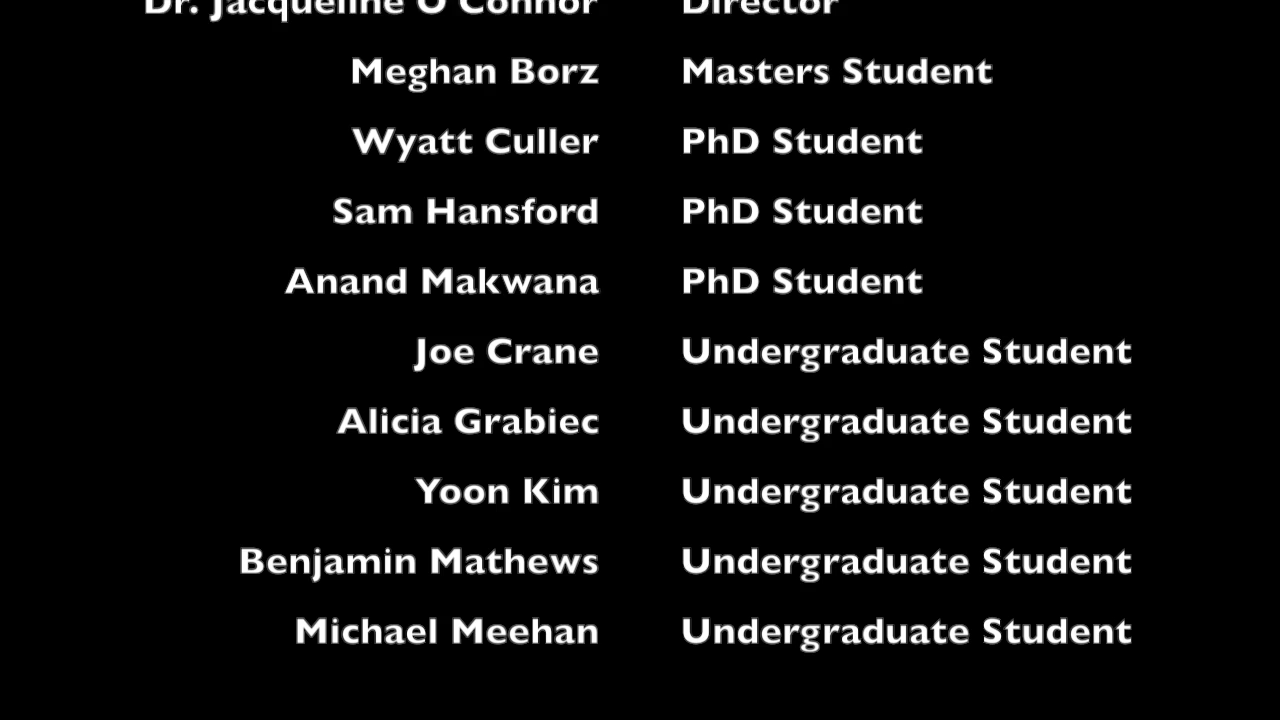 Dr. Jacqueline O'Connor Director
Meghan Borz Masters Student
Wyatt Culler PhD Student
Sam Hansford PhD Student
Anand Makwana PhD Student
Joe Crane Undergraduate Student
Alicia Grabiec Undergraduate Student
Yoon Kim Undergraduate Student
Benjamin Mathews Undergraduate Student
Michael Meehan Undergraduate Student